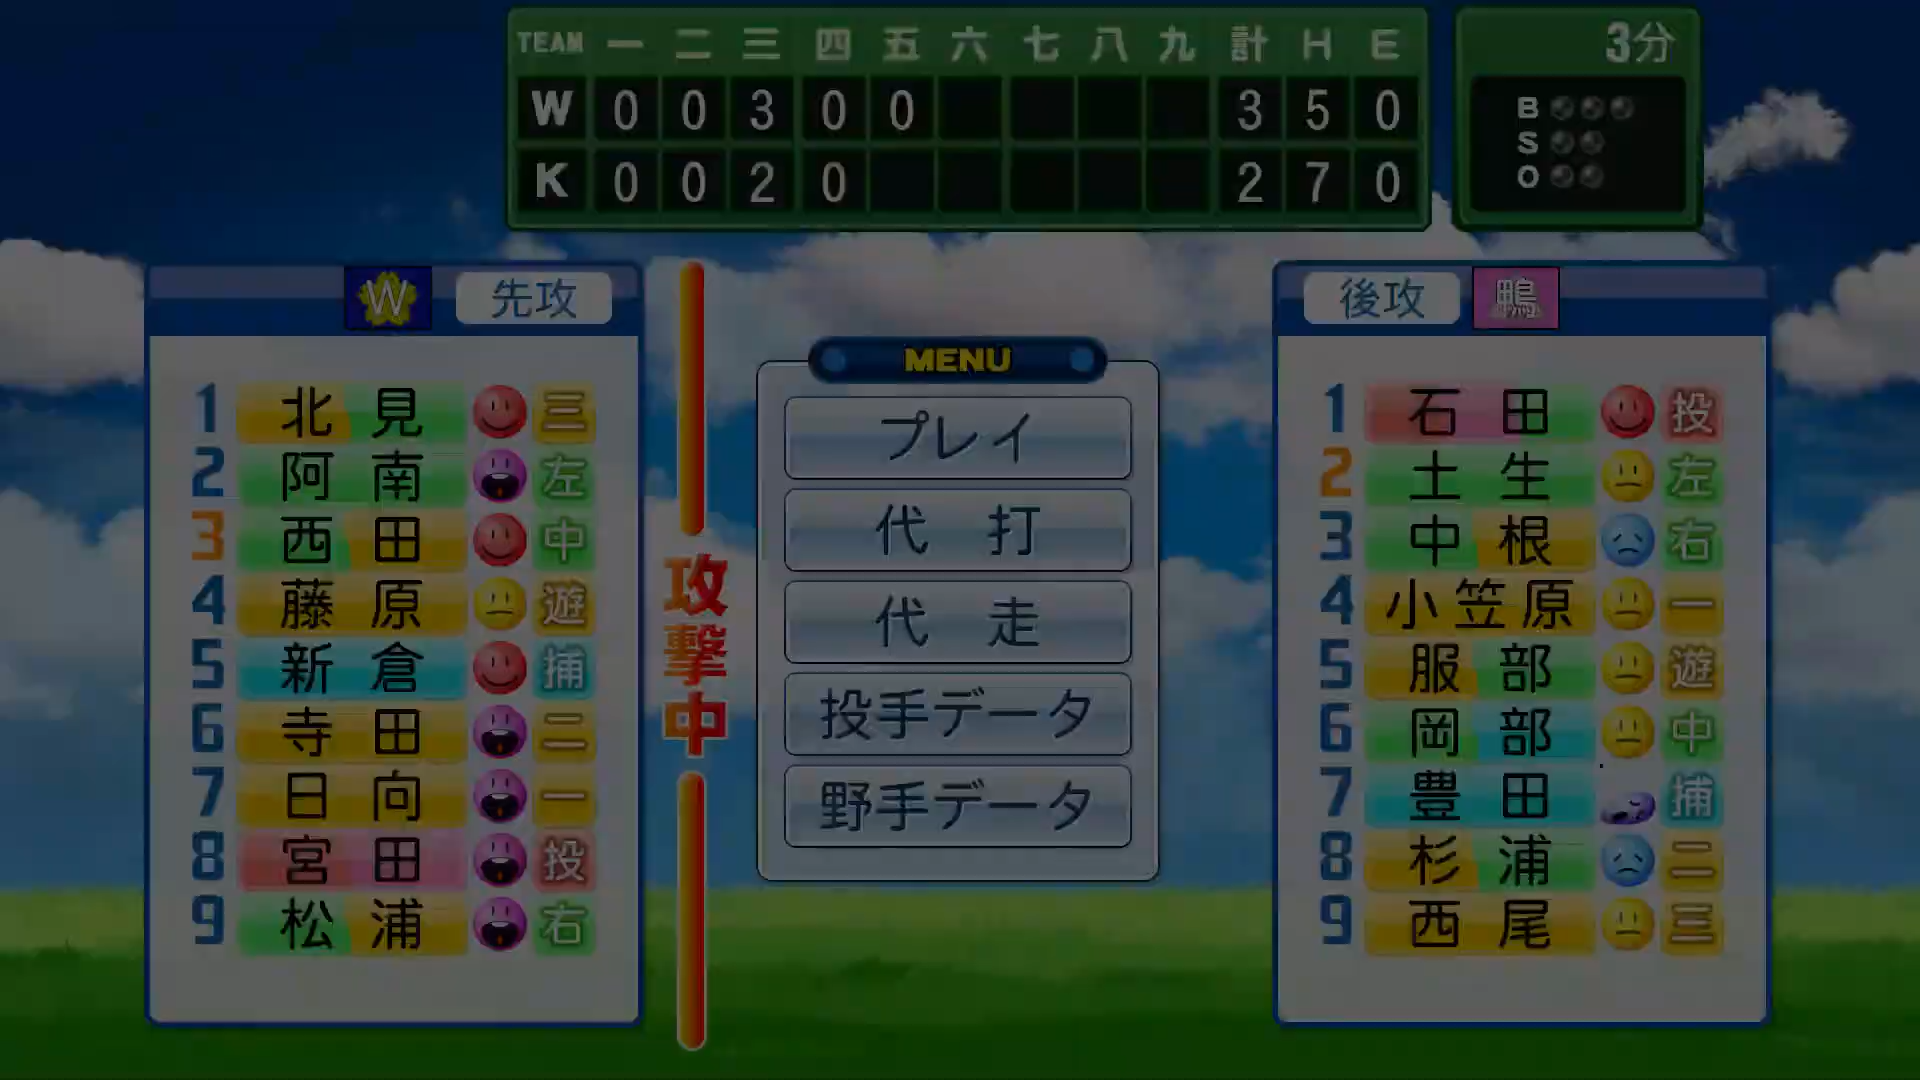 TEAM 一 二 三 四 五 六 七 八 九 計 H E
W 0 0 3 0 0 3 5 0
K 0 0 2 0 2 7 0
3分
B
S
O
W 先攻
1 北見 三
2 阿南 左
3 西田 中
4 藤原 遊
5 新倉 捕
6 寺田 二
7 日向 一
8 宮田 投
9 松浦 右
攻撃中
MENU
プレイ
代打
代走
投手データ
野手データ
後攻 鴨
1 石田 投
2 土生 左
3 中根 右
4 小笠原 一
5 服部 遊
6 岡部 中
7 豊田 捕
8 杉浦 二
9 西尾 三